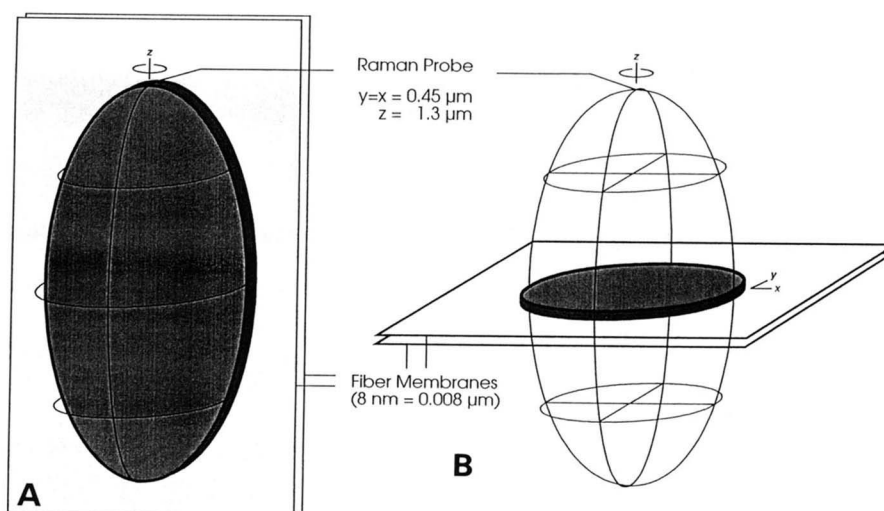 z
Raman Probe
y=x = 0.45 µm
z = 1.3 µm
z
y
x
Fiber Membranes
(8 nm = 0.008 µm)
A
B